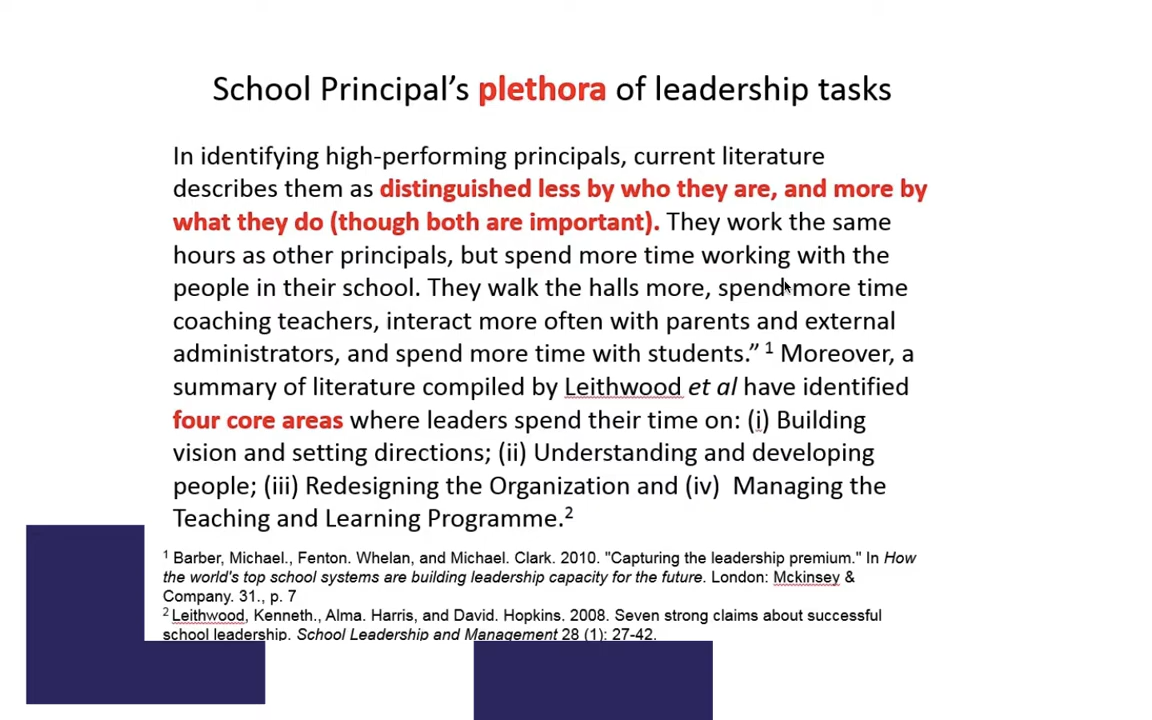 School Principal’s plethora of leadership tasks
In identifying high-performing principals, current literature
describes them as distinguished less by who they are, and more by
what they do (though both are important). They work the same
hours as other principals, but spend more time working with the
people in their school. They walk the halls more, spend more time
coaching teachers, interact more often with parents and external
administrators, and spend more time with students.” 1 Moreover, a
summary of literature compiled by Leithwood et al have identified
four core areas where leaders spend their time on: (i) Building
vision and setting directions; (ii) Understanding and developing
people; (iii) Redesigning the Organization and (iv) Managing the
Teaching and Learning Programme.2
1 Barber, Michael., Fenton. Whelan, and Michael. Clark. 2010. "Capturing the leadership premium." In How
the world's top school systems are building leadership capacity for the future. London: Mckinsey &
Company. 31., p. 7
2 Leithwood, Kenneth., Alma. Harris, and David. Hopkins. 2008. Seven strong claims about successful
school leadership. School Leadership and Management 28 (1): 27-42.